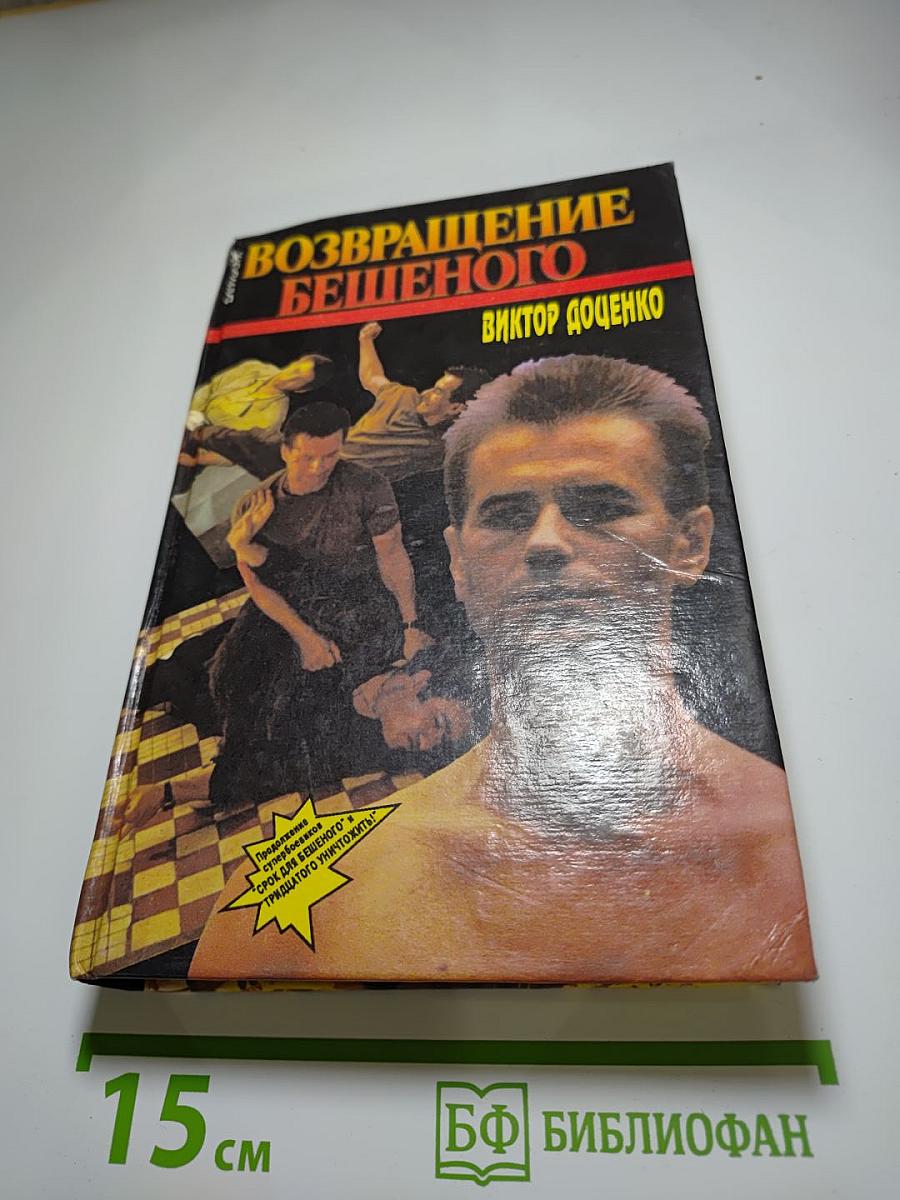 ВОЗВРАЩЕНИЕ
БЕШЕНОГО
ВИКТОР ДОЦЕНКО
Продолжение
супербоевиков
"СРОК ДЛЯ БЕШЕНОГО" и
ТРИДЦАТОГО УНИЧТОЖИТЬ!"
15 см
БФ БИБЛИОФАН